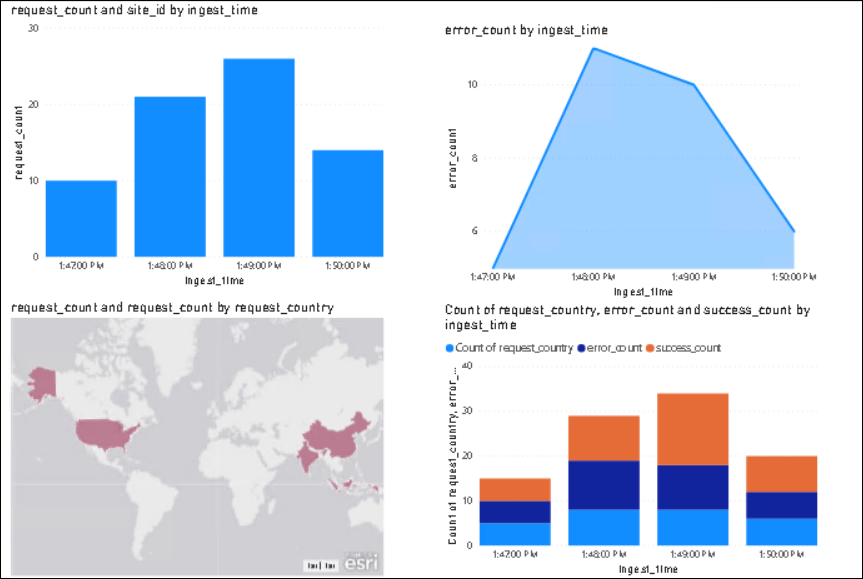 request_count and site_id by ingest_time
30
20
10
0
request_count
1:47:00 PM
1:48:00 PM
1:49:00 PM
1:50:00 PM
ingest_time
error_count by ingest_time
10
8
6
error_count
1:47:00 PM
1:48:00 PM
1:49:00 PM
1:50:00 PM
ingest_time
request_count and request_count by request_country
esri
Count of request_country, error_count and success_count by
ingest_time
Count of request_country error_count success_count
40
30
20
10
0
Count of request_country, error_...
1:47:00 PM
1:48:00 PM
1:49:00 PM
1:50:00 PM
ingest_time